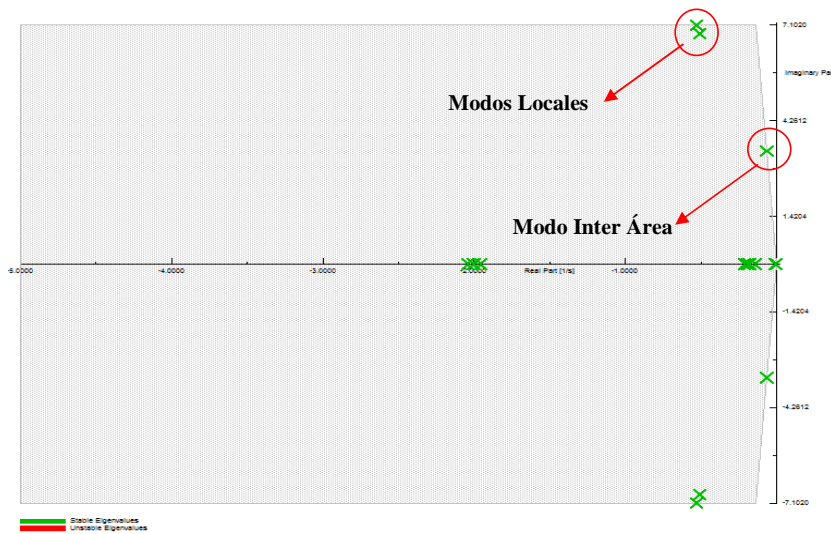 7.1020
Imaginary Par
Modos Locales
4.2612
Modo Inter Área
1.4204
-5.0000 -4.0000 -3.0000 -2.0000 Real Part [1/s] -1.0000
-1.4204
-4.2612
-7.1020
Stable Eigenvalues
Unstable Eigenvalues